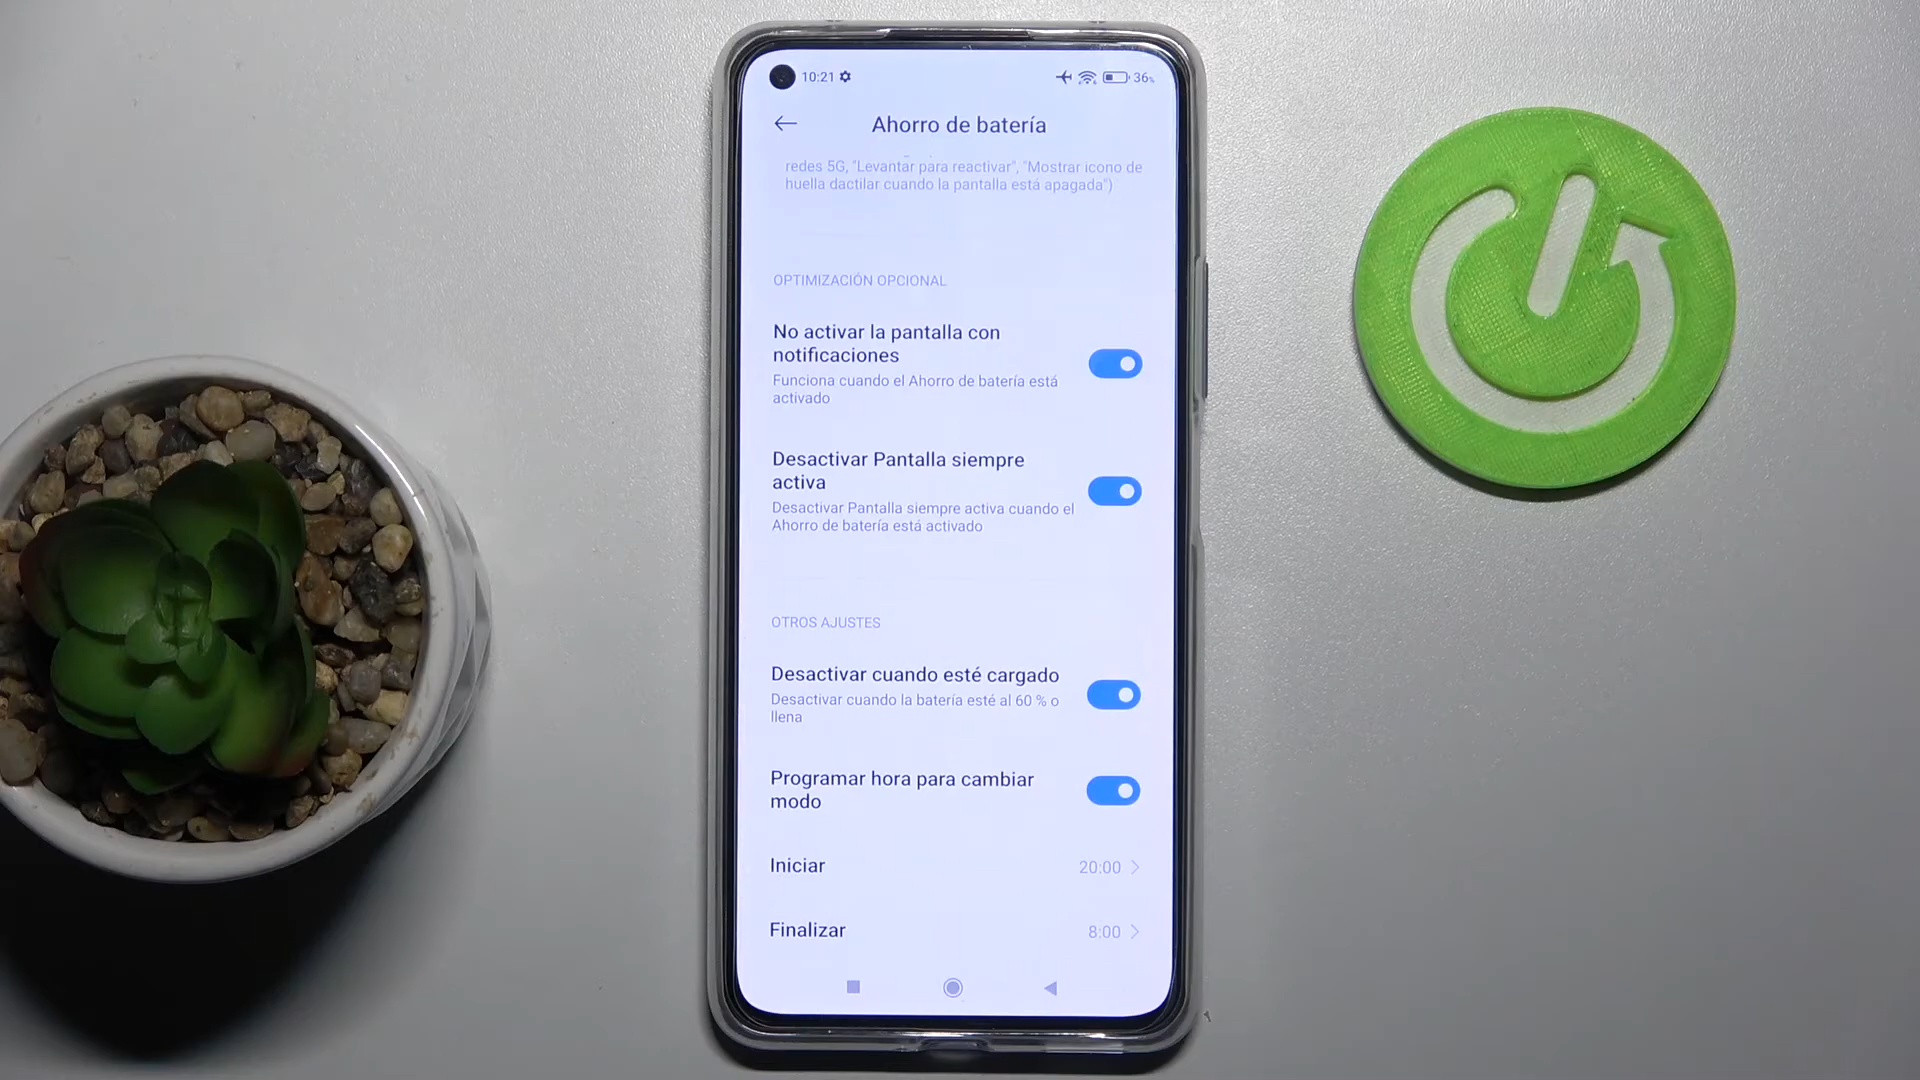 10:21
36%
Ahorro de batería
redes 5G, "Levantar para reactivar", "Mostrar icono de
huella dactilar cuando la pantalla está apagada")
OPTIMIZACIÓN OPCIONAL
No activar la pantalla con
notificaciones
Funciona cuando el Ahorro de batería está
activado
Desactivar Pantalla siempre
activa
Desactivar Pantalla siempre activa cuando el
Ahorro de batería está activado
OTROS AJUSTES
Desactivar cuando esté cargado
Desactivar cuando la batería esté al 60 % o
llena
Programar hora para cambiar
modo
Iniciar
20:00
Finalizar
8:00